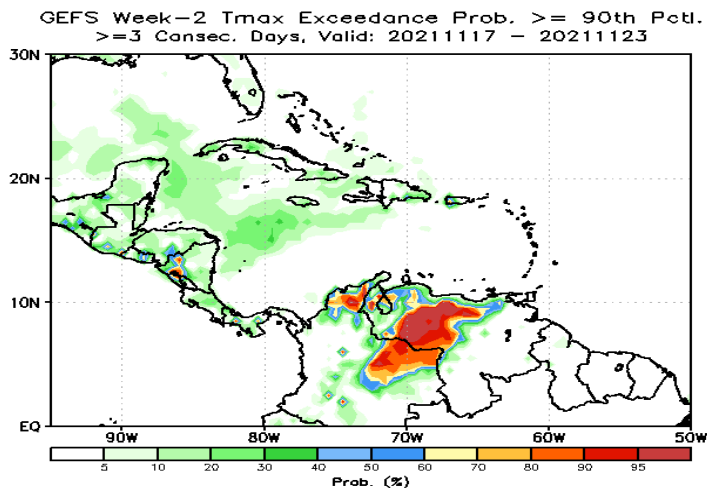 GEFS Week-2 Tmax Exceedance Prob. >= 90th Pctl.
>=3 Cansec. Days, Valid: 20211117 - 20211123
30N
20N
10N
EQ
90W 80W 70W 60W 50W
5 10 20 30 40 50 60 70 80 90 95
Prob. (%)